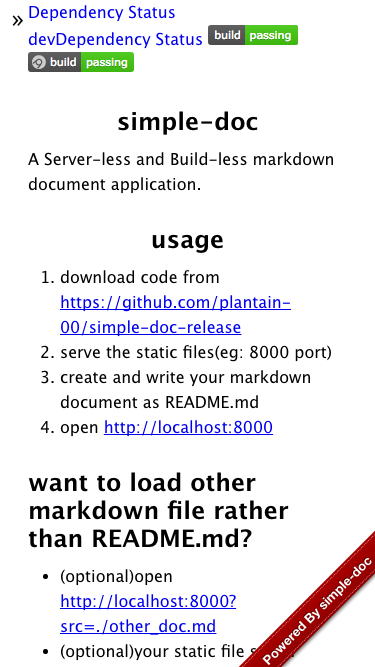 Dependency Status
»
devDependency Status build passing
build passing
simple-doc
A Server-less and Build-less markdown
document application.
usage
1. download code from
https://github.com/plantain-
00/simple-doc-release
2. serve the static files(eg: 8000 port)
3. create and write your markdown
document as README.md
4. open http://localhost:8000
want to load other
markdown file rather
than README.md?
• (optional)open
http://localhost:8000?
src=./other_doc.md
• (optional)your static file
Powered By simple-doc